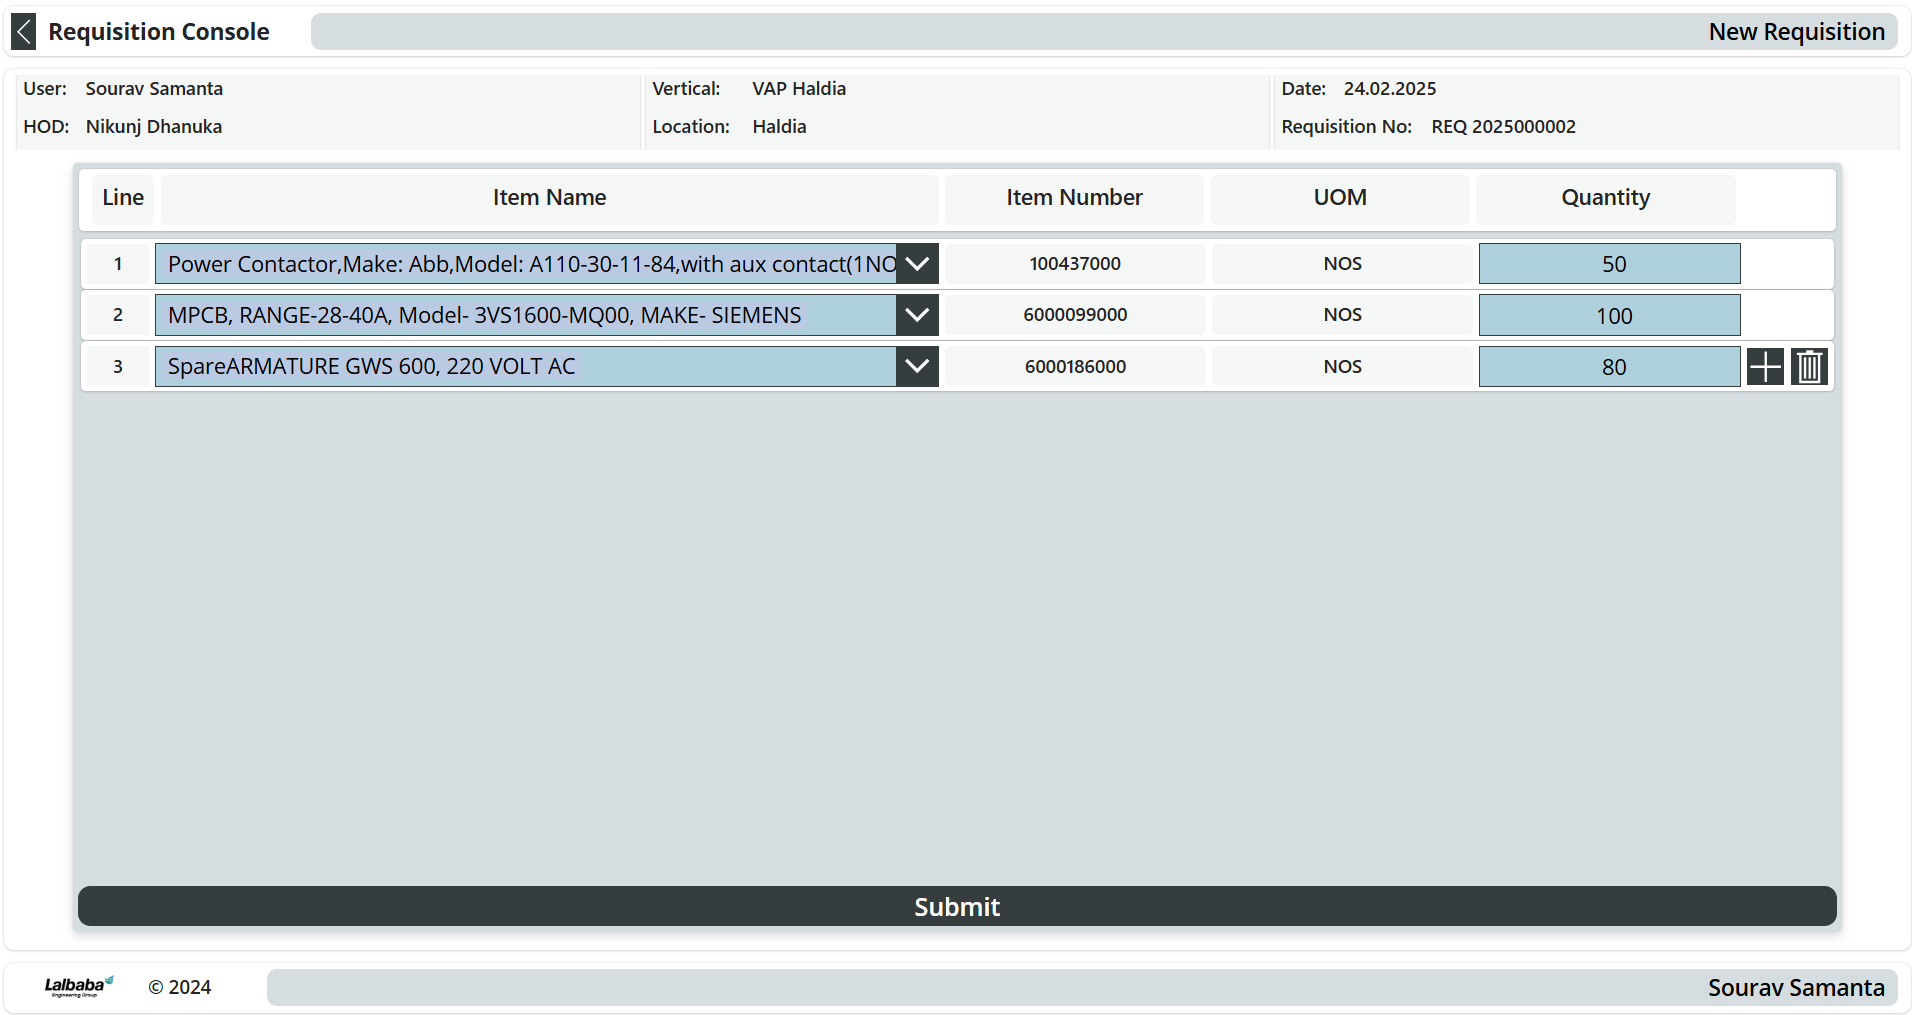 Requisition Console
New Requisition
User: Sourav Samanta
Vertical: VAP Haldia
Date: 24.02.2025
HOD: Nikunj Dhanuka
Location: Haldia
Requisition No: REQ 2025000002
Line Item Name Item Number UOM Quantity
1 Power Contactor,Make: Abb,Model: A110-30-11-84,with aux contact(1NO 100437000 NOS 50
2 MPCB, RANGE-28-40A, Model- 3VS1600-MQ00, MAKE- SIEMENS 6000099000 NOS 100
3 SpareARMATURE GWS 600, 220 VOLT AC 6000186000 NOS 80
Submit
Lalbaba
Engineering Group
© 2024
Sourav Samanta